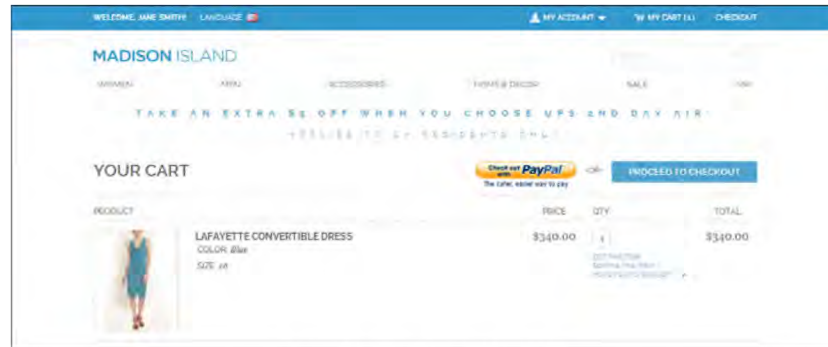 WELCOME, JANE SMITH! LANGUAGE
MY ACCOUNT MY CART (1) CHECKOUT
MADISON ISLAND
WOMEN MEN ACCESSORIES HOME & DECOR SALE VIP
TAKE AN EXTRA $5 OFF WHEN YOU CHOOSE UPS 2ND DAY AIR
RESIDENTS ONLY
YOUR CART
Check out with PayPal
The safer, easier way to pay
-or-
PROCEED TO CHECKOUT
PRODUCT PRICE QTY TOTAL
LAFAYETTE CONVERTIBLE DRESS $340.00 1 $340.00
COLOR: Blue
SIZE: